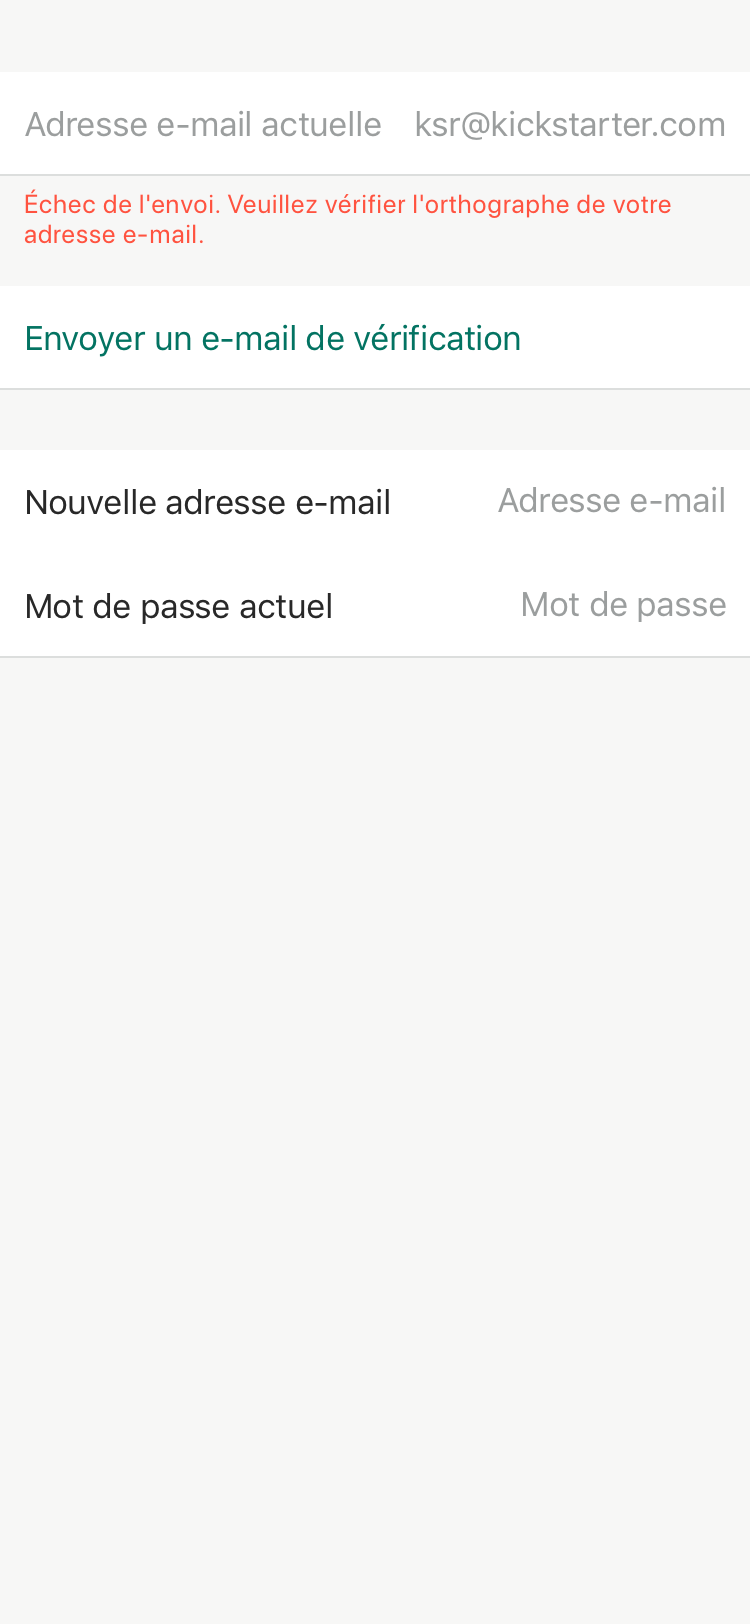 Adresse e-mail actuelle ksr@kickstarter.com
Échec de l'envoi. Veuillez vérifier l'orthographe de votre
adresse e-mail.
Envoyer un e-mail de vérification
Nouvelle adresse e-mail Adresse e-mail
Mot de passe actuel Mot de passe